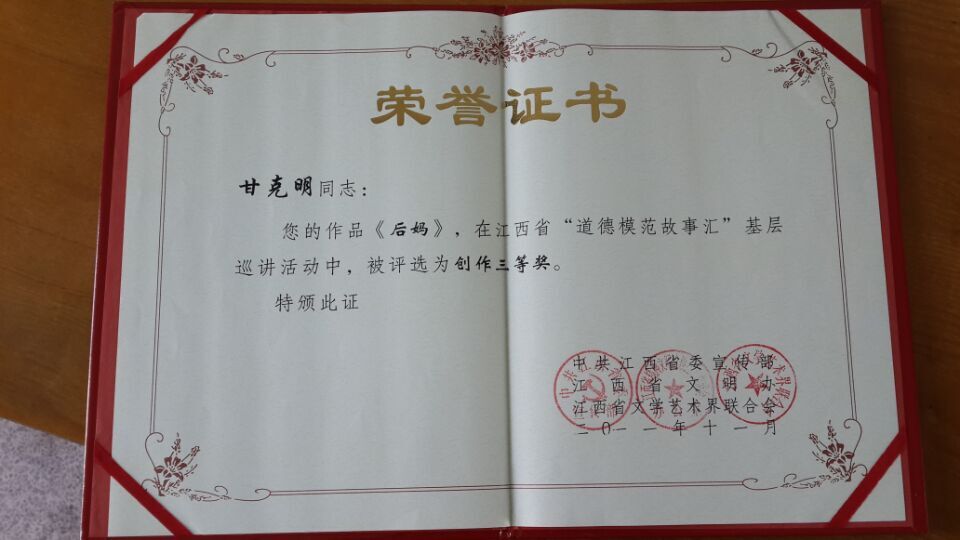 荣誉证书
甘克明同志：
您的作品《后妈》，在江西省“道德模范故事汇”基层
巡讲活动中，被评选为创作三等奖。
特颁此证
中共江西省委宣传部
江西省文明办
江西省文学艺术界联合会
二〇一一年十一月